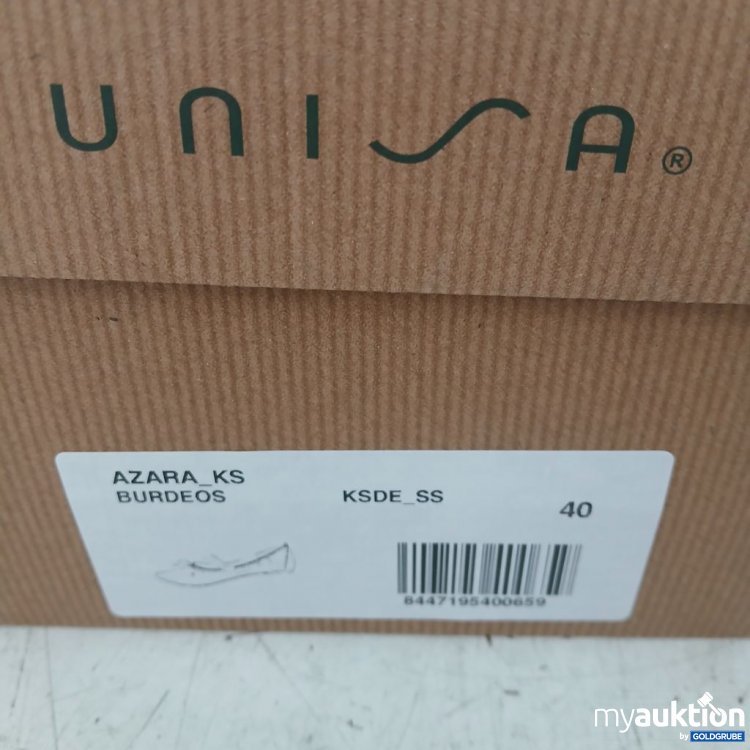 UNISA®
AZARA_KS
BURDEOS KSDE_SS 40
8447195400659
myauktion
by GOLDGRUBE